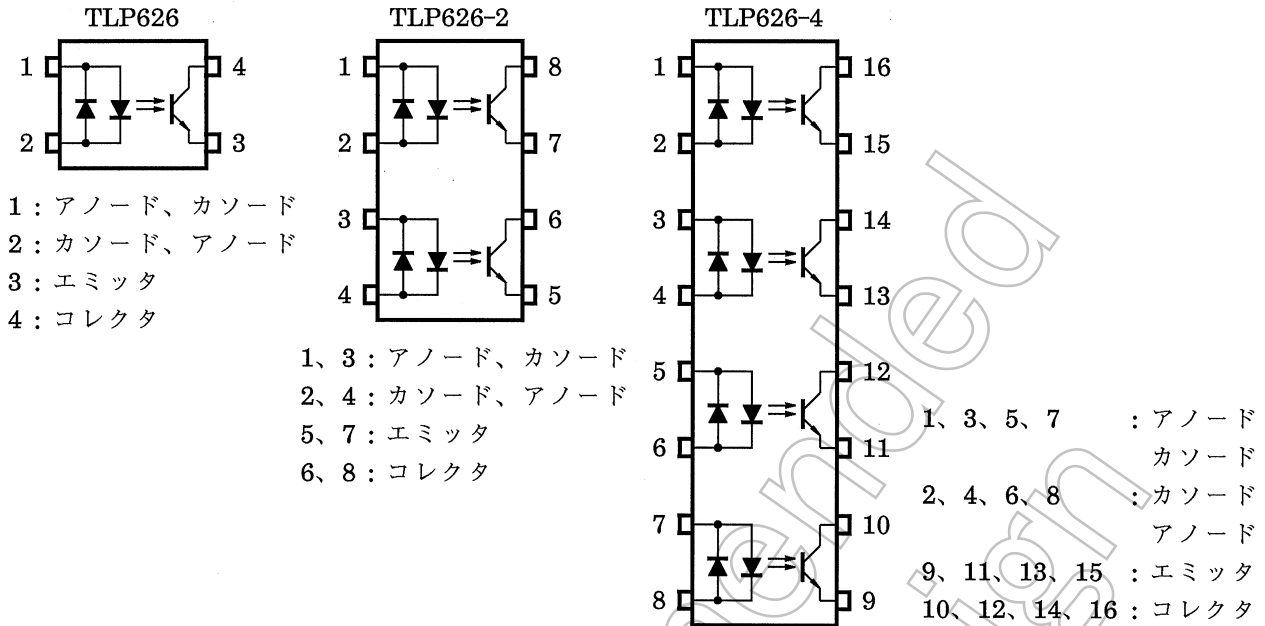 TLP626
1
4
2
3
1 : アノード、カソード
2 : カソード、アノード
3 : エミッタ
4 : コレクタ
TLP626-2
1
8
2
7
3
6
4
5
1、3 : アノード、カソード
2、4 : カソード、アノード
5、7 : エミッタ
6、8 : コレクタ
TLP626-4
1
16
2
15
3
14
4
13
5
12
6
11
7
10
8
9
1、3、5、7 : アノード
カソード
2、4、6、8 : カソード
アノード
9、11、13、15 : エミッタ
10、12、14、16 : コレクタ